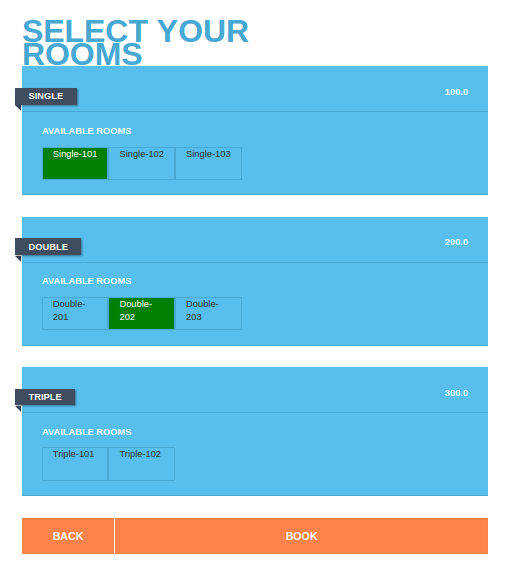 SELECT YOUR
ROOMS
SINGLE 100.0
AVAILABLE ROOMS
Single-101 Single-102 Single-103
DOUBLE 200.0
AVAILABLE ROOMS
Double- Double- Double-
201 202 203
TRIPLE 300.0
AVAILABLE ROOMS
Triple-101 Triple-102
BACK BOOK